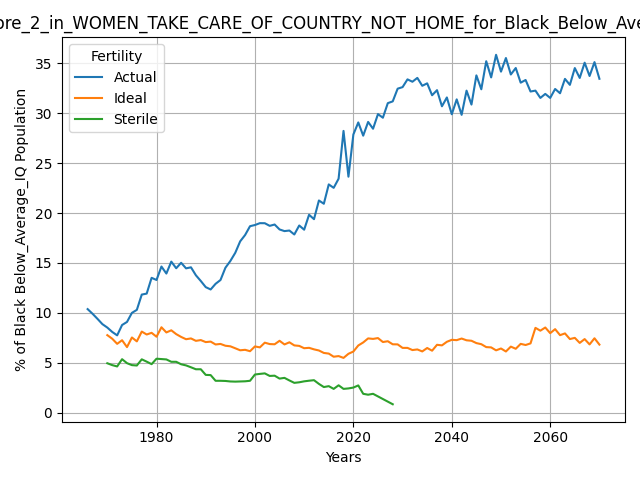 ore_2_in_WOMEN_TAKE_CARE_OF_COUNTRY_NOT_HOME_for_Black_Below_Ave
Fertility
Actual
Ideal
Sterile
% of Black Below_Average_IQ Population
35
30
25
20
15
10
5
0
1980
2000
2020
2040
2060
Years